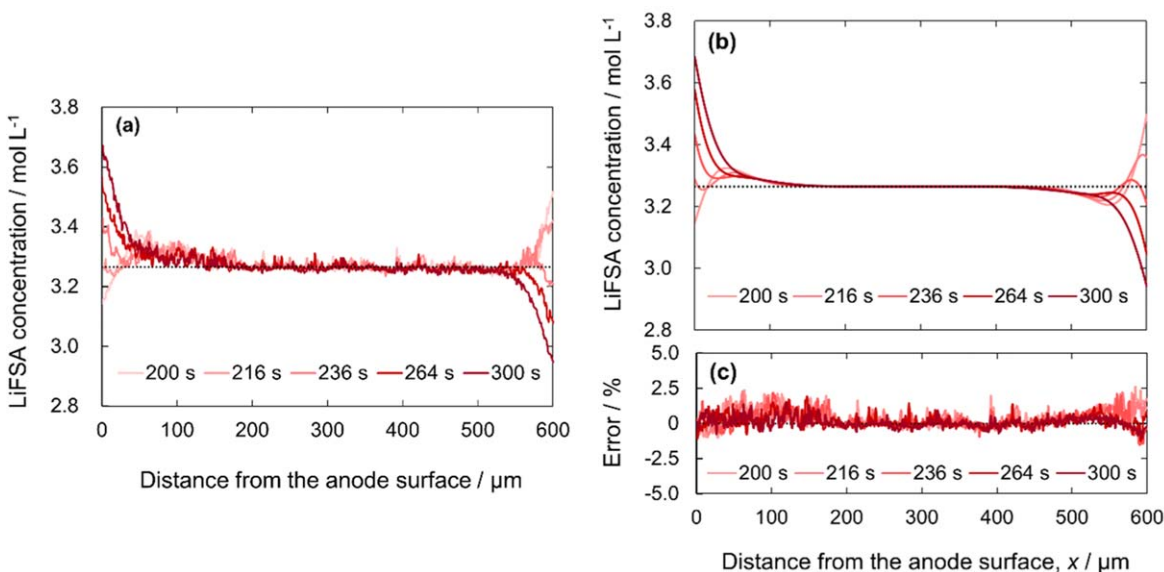 (a)
LiFSA concentration / mol L⁻¹
3.8
3.6
3.4
3.2
3.0
2.8
200 s 216 s 236 s 264 s 300 s
0 100 200 300 400 500 600
Distance from the anode surface / µm
(b)
LiFSA concentration / mol L⁻¹
3.8
3.6
3.4
3.2
3.0
2.8
200 s 216 s 236 s 264 s 300 s
(c)
Error / %
5.0
2.5
0
-2.5
-5.0
200 s 216 s 236 s 264 s 300 s
0 100 200 300 400 500 600
Distance from the anode surface, x / µm